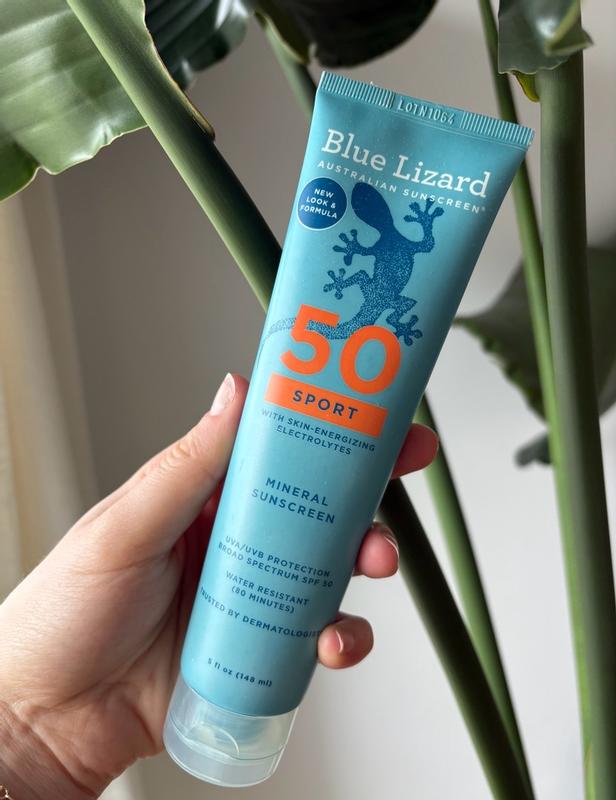 LOTN1064
Blue Lizard
AUSTRALIAN SUNSCREEN®
NEW
LOOK &
FORMULA
50
SPORT
WITH SKIN-ENERGIZING
ELECTROLYTES
MINERAL
SUNSCREEN
UVA/UVB PROTECTION
BROAD SPECTRUM SPF 50
WATER RESISTANT
(80 MINUTES)
TRUSTED BY DERMATOLOGIST
5 fl oz (148 ml)